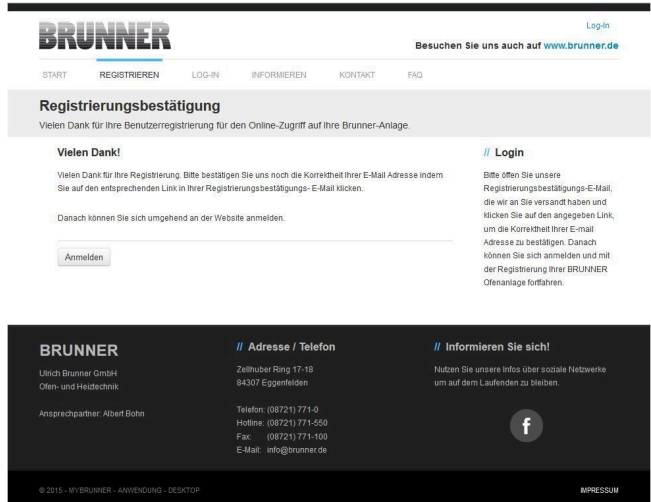 Log-In
BRUNNER
Besuchen Sie uns auch auf www.brunner.de
START REGISTRIEREN LOG-IN INFORMIEREN KONTAKT FAQ
Registrierungsbestätigung
Vielen Dank für Ihre Benutzerregistrierung für den Online-Zugriff auf Ihre Brunner-Anlage.
Vielen Dank!
Vielen Dank für Ihre Registrierung. Bitte bestätigen Sie uns noch die Korrektheit Ihrer E-Mail Adresse indem
Sie auf den entsprechenden Link in Ihrer Registrierungsbestätigungs- E-Mail klicken.
Danach können Sie sich umgehend an der Website anmelden.
Anmelden
// Login
Bitte öffen Sie unsere
Registrierungsbestätigungs-E-Mail,
die wir an Sie versandt haben und
klicken Sie auf den angegeben Link,
um die Korrektheit Ihrer E-mail
Adresse zu bestätigen. Danach
können Sie sich anmelden und mit
der Registrierung Ihrer BRUNNER
Ofenanlage fortfahren.
BRUNNER
Ulrich Brunner GmbH
Ofen- und Heiztechnik
Ansprechpartner: Albert Bohn
// Adresse / Telefon
Zellhuber Ring 17-18
84307 Eggenfelden
Telefon: (08721) 771-0
Hotline: (08721) 771-550
Fax: (08721) 771-100
E-Mail: info@brunner.de
// Informieren Sie sich!
Nutzen Sie unsere Infos über soziale Netzwerke
um auf dem Laufenden zu bleiben.
f
© 2015 - MYBRUNNER - ANWENDUNG - DESKTOP
IMPRESSUM